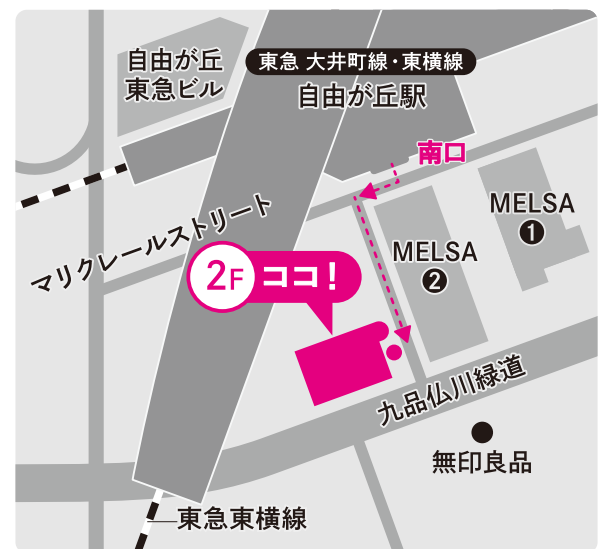 自由が丘
東急ビル
東急 大井町線・東横線
自由が丘駅
南口
MELSA
❶
マリクレールストリート
MELSA
❷
2F ココ!
九品仏川緑道
無印良品
東急東横線